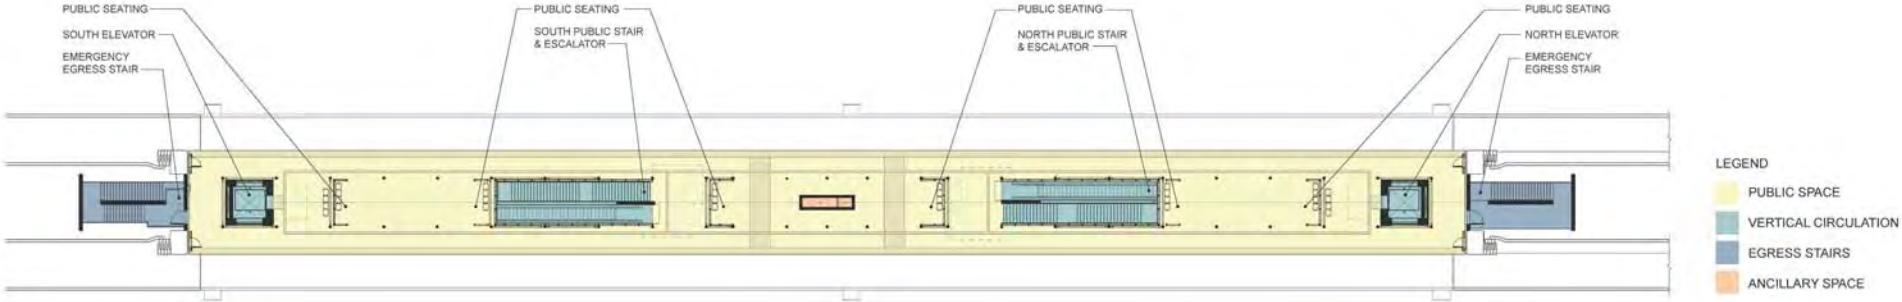 PUBLIC SEATING
SOUTH ELEVATOR
EMERGENCY
EGRESS STAIR
PUBLIC SEATING
SOUTH PUBLIC STAIR
& ESCALATOR
PUBLIC SEATING
NORTH PUBLIC STAIR
& ESCALATOR
PUBLIC SEATING
NORTH ELEVATOR
EMERGENCY
EGRESS STAIR
LEGEND
PUBLIC SPACE
VERTICAL CIRCULATION
EGRESS STAIRS
ANCILLARY SPACE